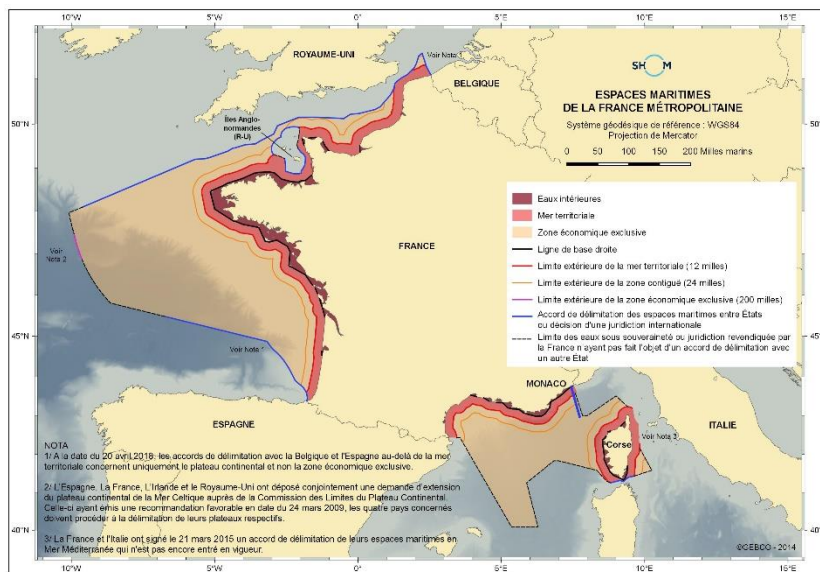 10°W
5°W
0°
5°E
10°E
15°E
ROYAUME-UNI
Voir Nota 1
BELGIQUE
SHOM
ESPACES MARITIMES
DE LA FRANCE MÉTROPOLITAINE
Système géodésique de référence : WGS84
Projection de Mercator
0 50 100 150 200 Milles marins
50°N
50°N
Îles Anglo-
normandes
(R-U)
Eaux intérieures
Mer territoriale
Zone économique exclusive
Ligne de base droite
Limite extérieure de la mer territoriale (12 milles)
Limite extérieure de la zone contiguë (24 milles)
Limite extérieure de la zone économique exclusive (200 milles)
Accord de délimitation des espaces maritimes entre États
ou décision d'une juridiction internationale
Limite des eaux sous souveraineté ou juridiction revendiquée par
la France n'ayant pas fait l'objet d'un accord de délimitation avec
un autre État
FRANCE
Voir
Nota 2
45°N
45°N
Voir Nota 1
MONACO
ESPAGNE
ITALIE
Corse
Voir Nota 3
NOTA
1/ A la date du 20 avril 2018, les accords de délimitation avec la Belgique et l'Espagne au-delà de la mer
territoriale concernent uniquement le plateau continental et non la zone économique exclusive.
2/ L'Espagne, La France, L'Irlande et le Royaume-Uni ont déposé conjointement une demande d'extension
du plateau continental de la Mer Celtique auprès de la Commission des Limites du Plateau Continental.
Celle-ci ayant émis une recommandation favorable en date du 24 mars 2009, les quatre pays concernés
doivent procéder à la délimitation de leurs plateaux respectifs.
3/ La France et l'Italie ont signé le 21 mars 2015 un accord de délimitation de leurs espaces maritimes en
Mer Méditerranée qui n'est pas encore entré en vigueur.
40°N
40°N
©GEBCO - 2014
10°W
5°W
0°
5°E
10°E
15°E